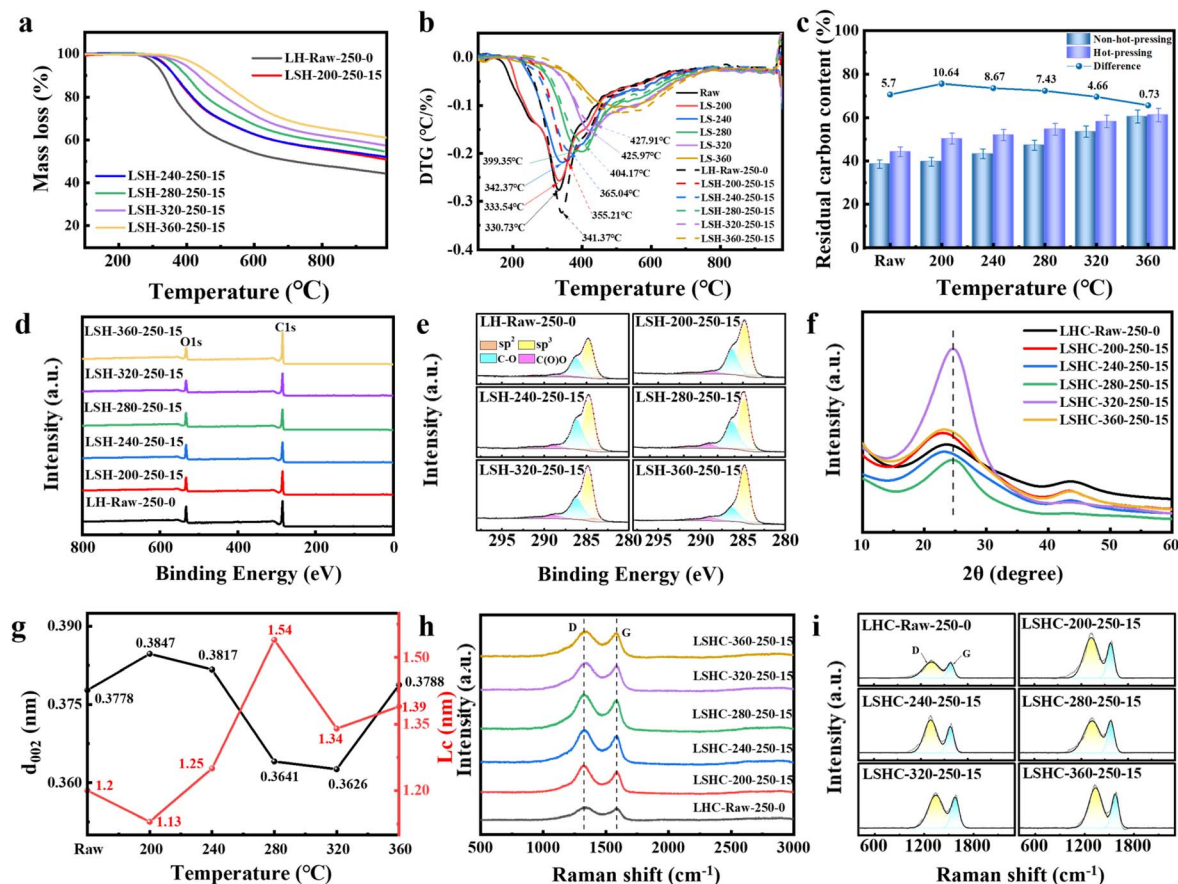 a
Mass loss (%)
100
80
60
40
20
LH-Raw-250-0
LSH-200-250-15
LSH-240-250-15
LSH-280-250-15
LSH-320-250-15
LSH-360-250-15
200 400 600 800
Temperature (°C)
b
DTG (°C/%)
0.0
-0.1
-0.2
-0.3
-0.4
399.35°C
342.37°C
333.54°C
330.73°C
427.91°C
425.97°C
404.17°C
365.04°C
355.21°C
341.37°C
Raw
LS-200
LS-240
LS-280
LS-320
LS-360
LH-Raw-250-0
LSH-200-250-15
LSH-240-250-15
LSH-280-250-15
LSH-320-250-15
LSH-360-250-15
200 400 600 800
Temperature (°C)
c
Residual carbon content (%)
100
80
60
40
20
0
Non-hot-pressing
Hot-pressing
Difference
5.7 10.64 8.67 7.43 4.66 0.73
Raw 200 240 280 320 360
Temperature (°C)
d
Intensity (a.u.)
O1s
C1s
LSH-360-250-15
LSH-320-250-15
LSH-280-250-15
LSH-240-250-15
LSH-200-250-15
LH-Raw-250-0
800 600 400 200 0
Binding Energy (eV)
e
Intensity (a.u.)
LH-Raw-250-0
sp² sp³
C-O C(O)O
LSH-200-250-15
LSH-240-250-15
LSH-280-250-15
LSH-320-250-15
LSH-360-250-15
295 290 285 280 295 290 285 280
Binding Energy (eV)
f
Intensity (a.u.)
LHC-Raw-250-0
LSHC-200-250-15
LSHC-240-250-15
LSHC-280-250-15
LSHC-320-250-15
LSHC-360-250-15
10 20 30 40 50 60
2θ (degree)
g
d₀₀₂ (nm)
0.390
0.375
0.360
0.3778
0.3847
0.3817
0.3641
0.3626
0.3788
1.2
1.13
1.25
1.54
1.34
1.39
1.50
1.35
1.20
Lc (nm)
Raw 200 240 280 320 360
Temperature (°C)
h
Intensity (a.u.)
D G
LSHC-360-250-15
LSHC-320-250-15
LSHC-280-250-15
LSHC-240-250-15
LSHC-200-250-15
LHC-Raw-250-0
500 1000 1500 2000 2500 3000
Raman shift (cm⁻¹)
i
Intensity (a.u.)
LHC-Raw-250-0
D G
LSHC-200-250-15
LSHC-240-250-15
LSHC-280-250-15
LSHC-320-250-15
LSHC-360-250-15
600 1200 1800 600 1200 1800
Raman shift (cm⁻¹)